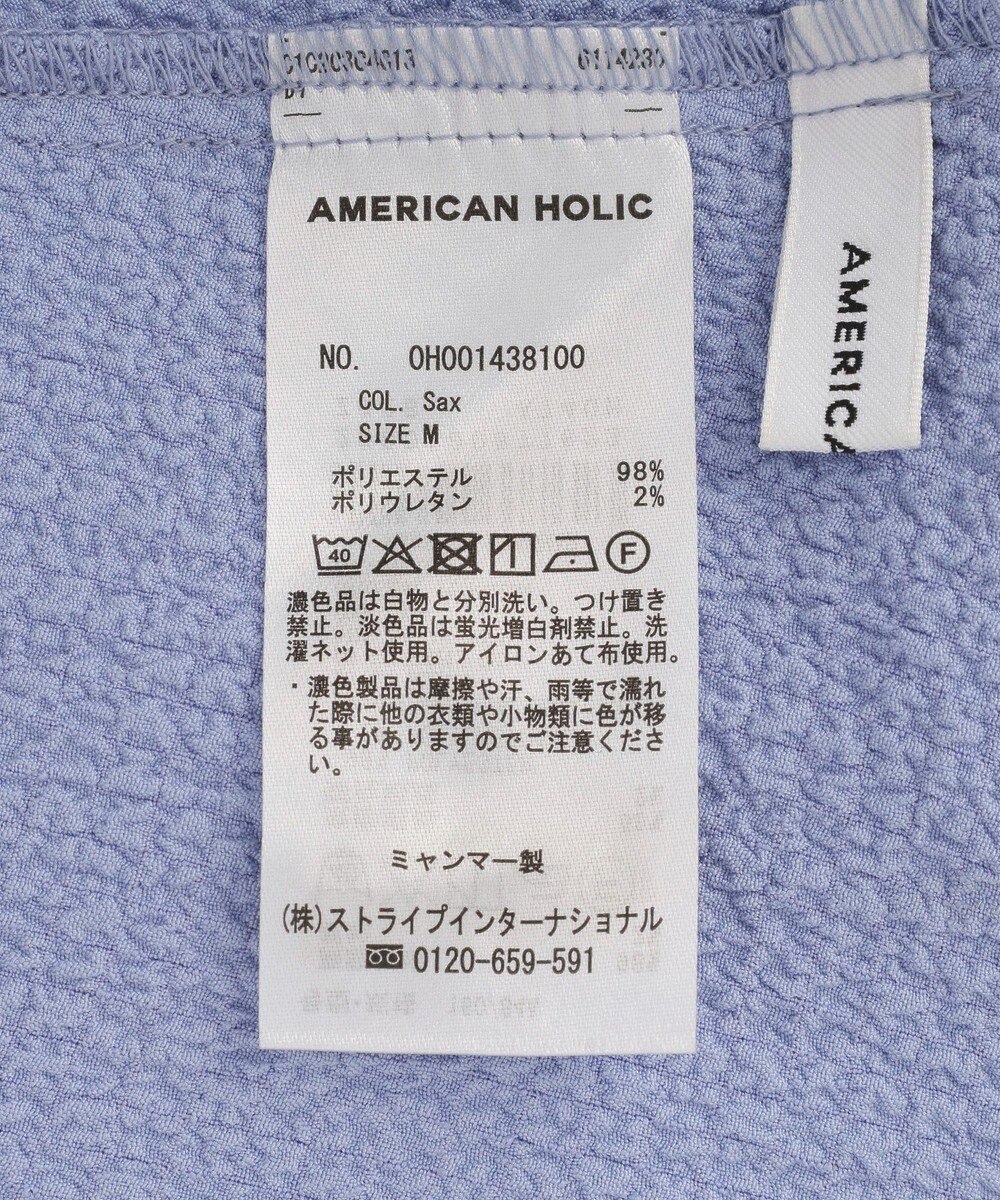 AMERICAN HOLIC
NO. 0H001438100
COL. Sax
SIZE M
ポリエステル 98%
ポリウレタン 2%
40 F
濃色品は白物と分別洗い。つけ置き
禁止。淡色品は蛍光増白剤禁止。洗
濯ネット使用。アイロンあて布使用。
・濃色製品は摩擦や汗、雨等で濡れ
た際に他の衣類や小物類に色が移
る事がありますのでご注意くださ
い。
ミャンマー製
(株)ストライプインターナショナル
0120-659-591
AMERICA